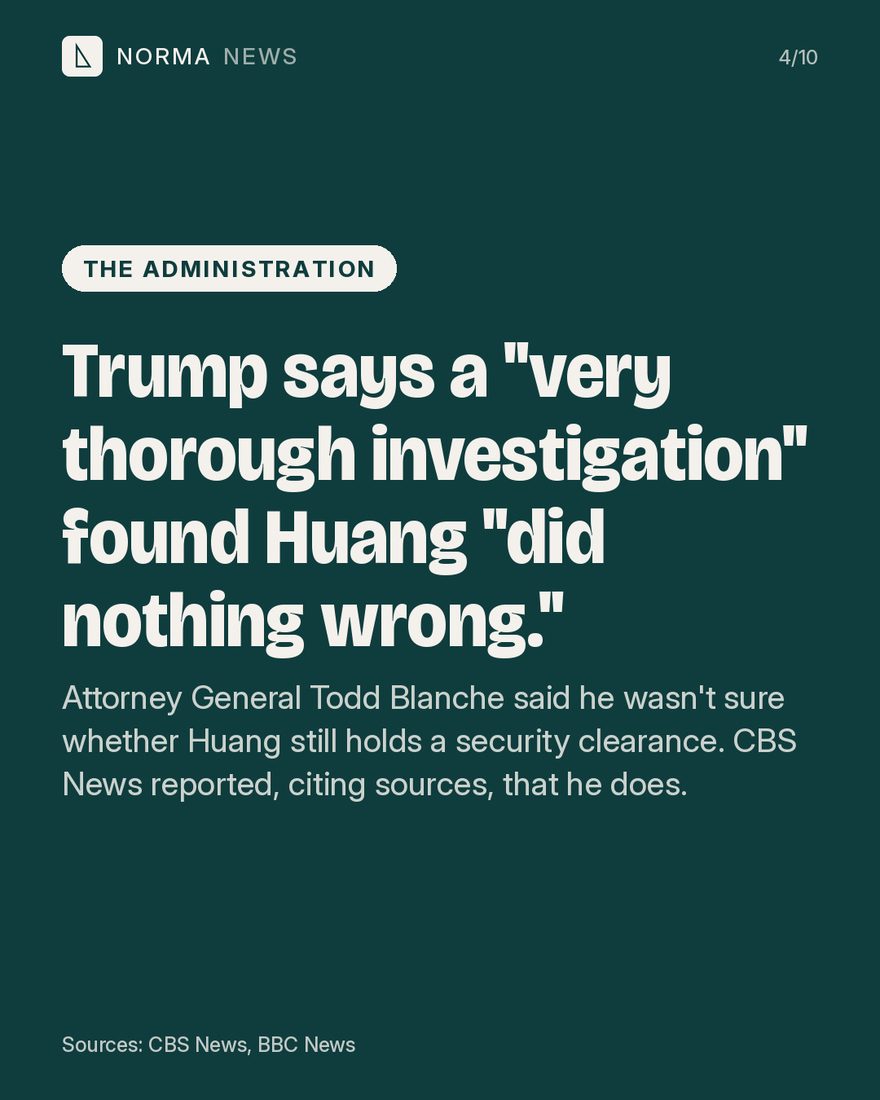 NORMA NEWS
4/10
THE ADMINISTRATION
Trump says a "very
thorough investigation"
found Huang "did
nothing wrong."
Attorney General Todd Blanche said he wasn't sure
whether Huang still holds a security clearance. CBS
News reported, citing sources, that he does.
Sources: CBS News, BBC News